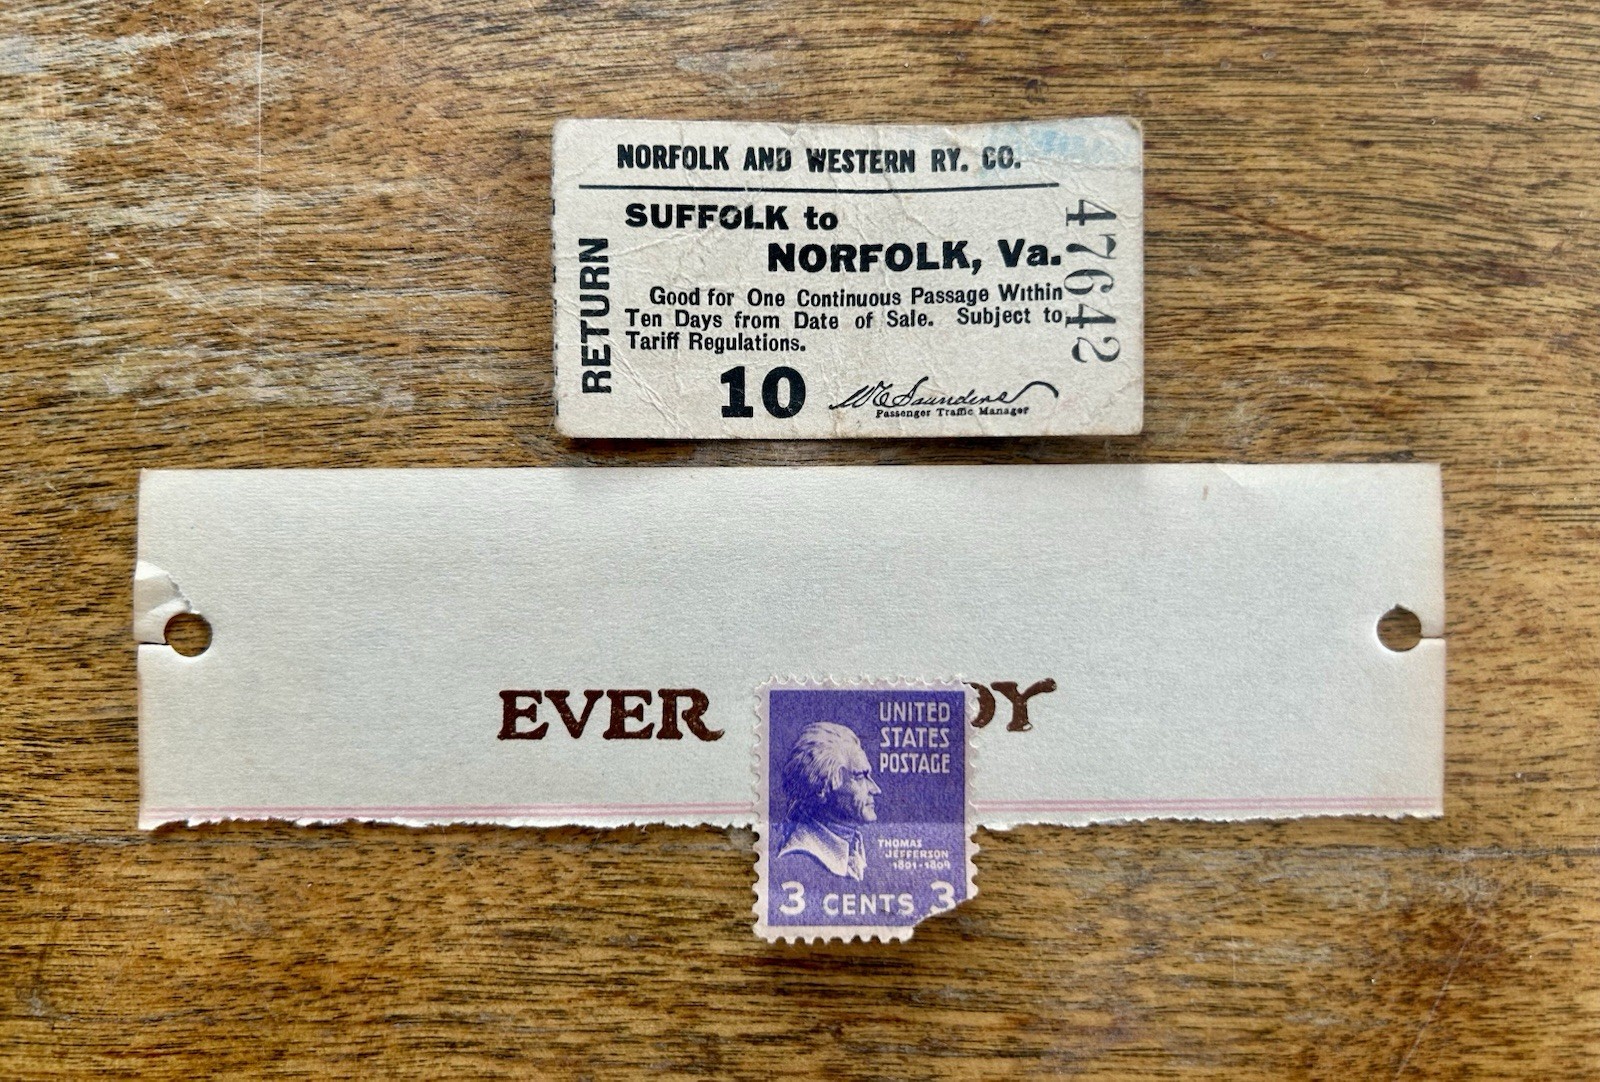 NORFOLK AND WESTERN RY. CO.
SUFFOLK to
NORFOLK, Va.
Good for One Continuous Passage Within
Ten Days from Date of Sale. Subject to
Tariff Regulations.
10 W C Saunders
Passenger Traffic Manager
RETURN
47642
EVER DY
UNITED
STATES
POSTAGE
THOMAS
JEFFERSON
1801-1809
3 CENTS 3